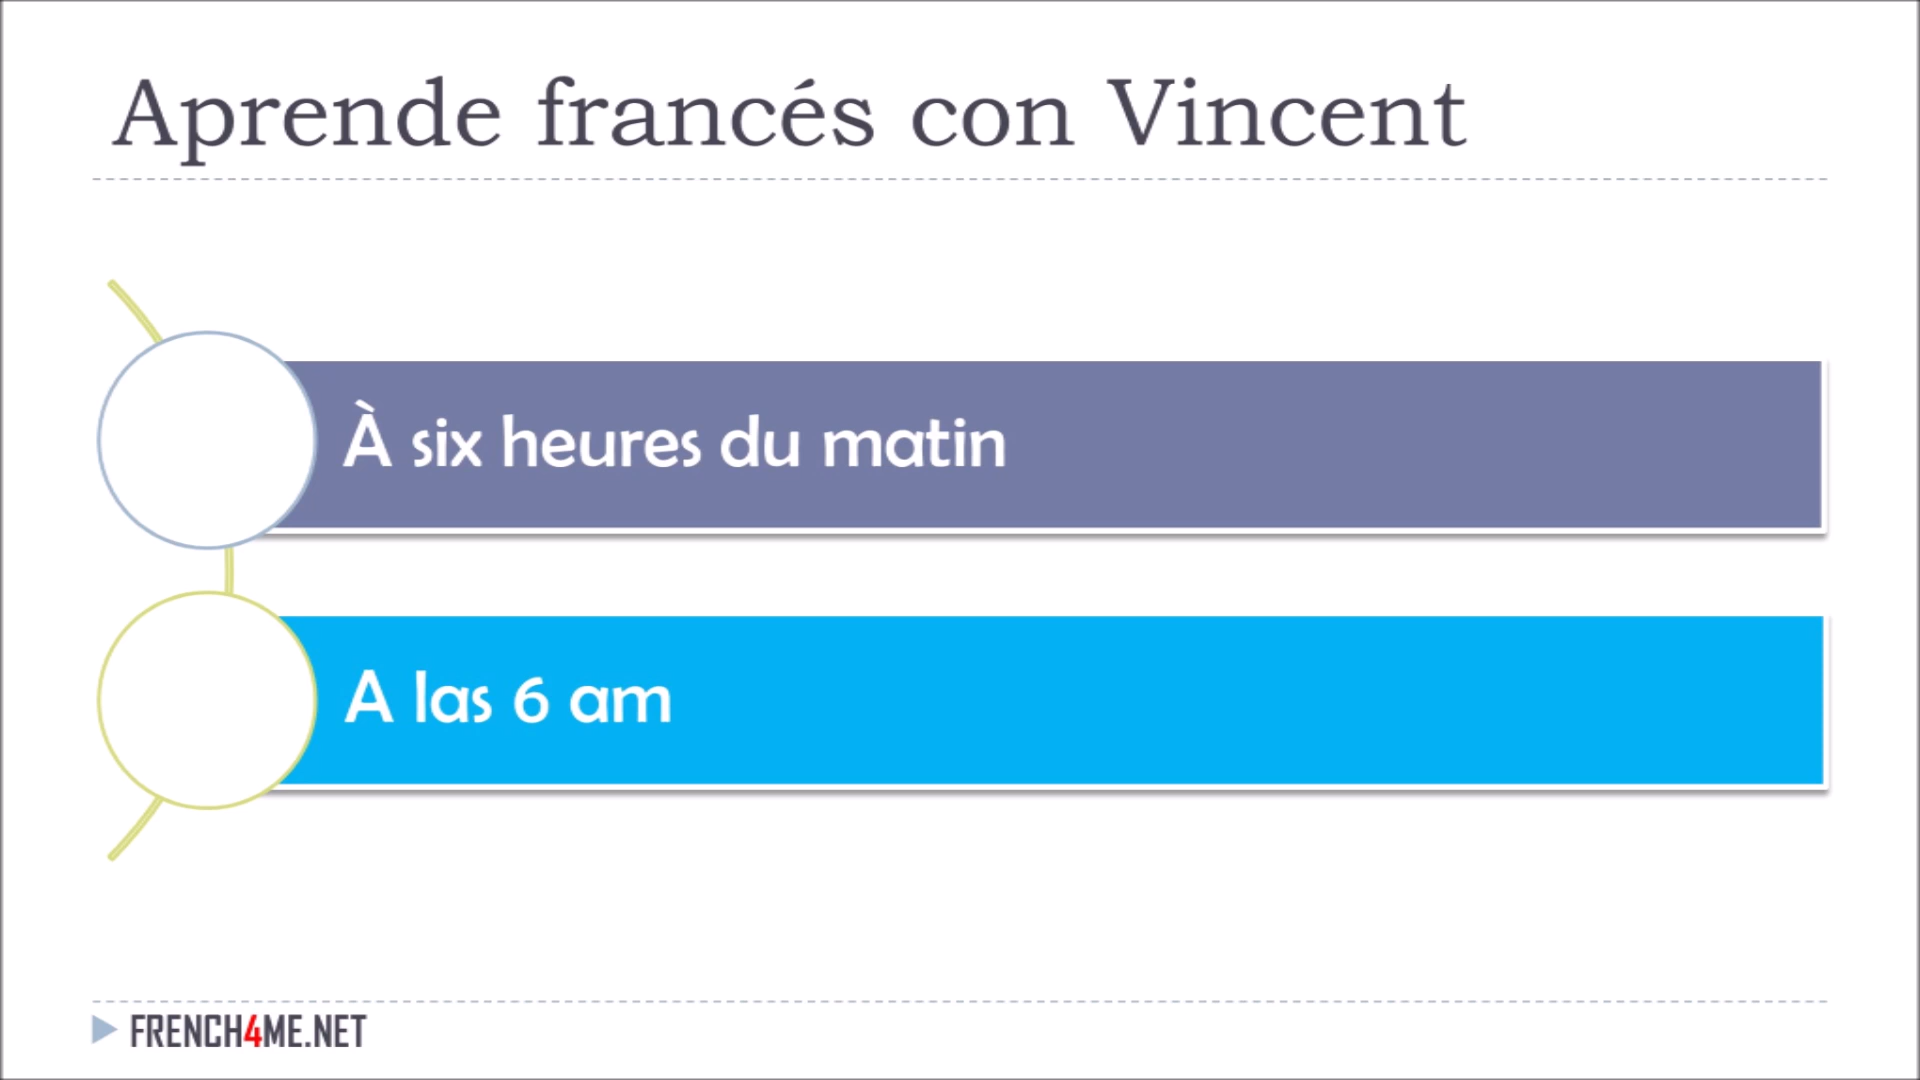 Aprende francés con Vincent
À six heures du matin
A las 6 am
FRENCH4ME.NET